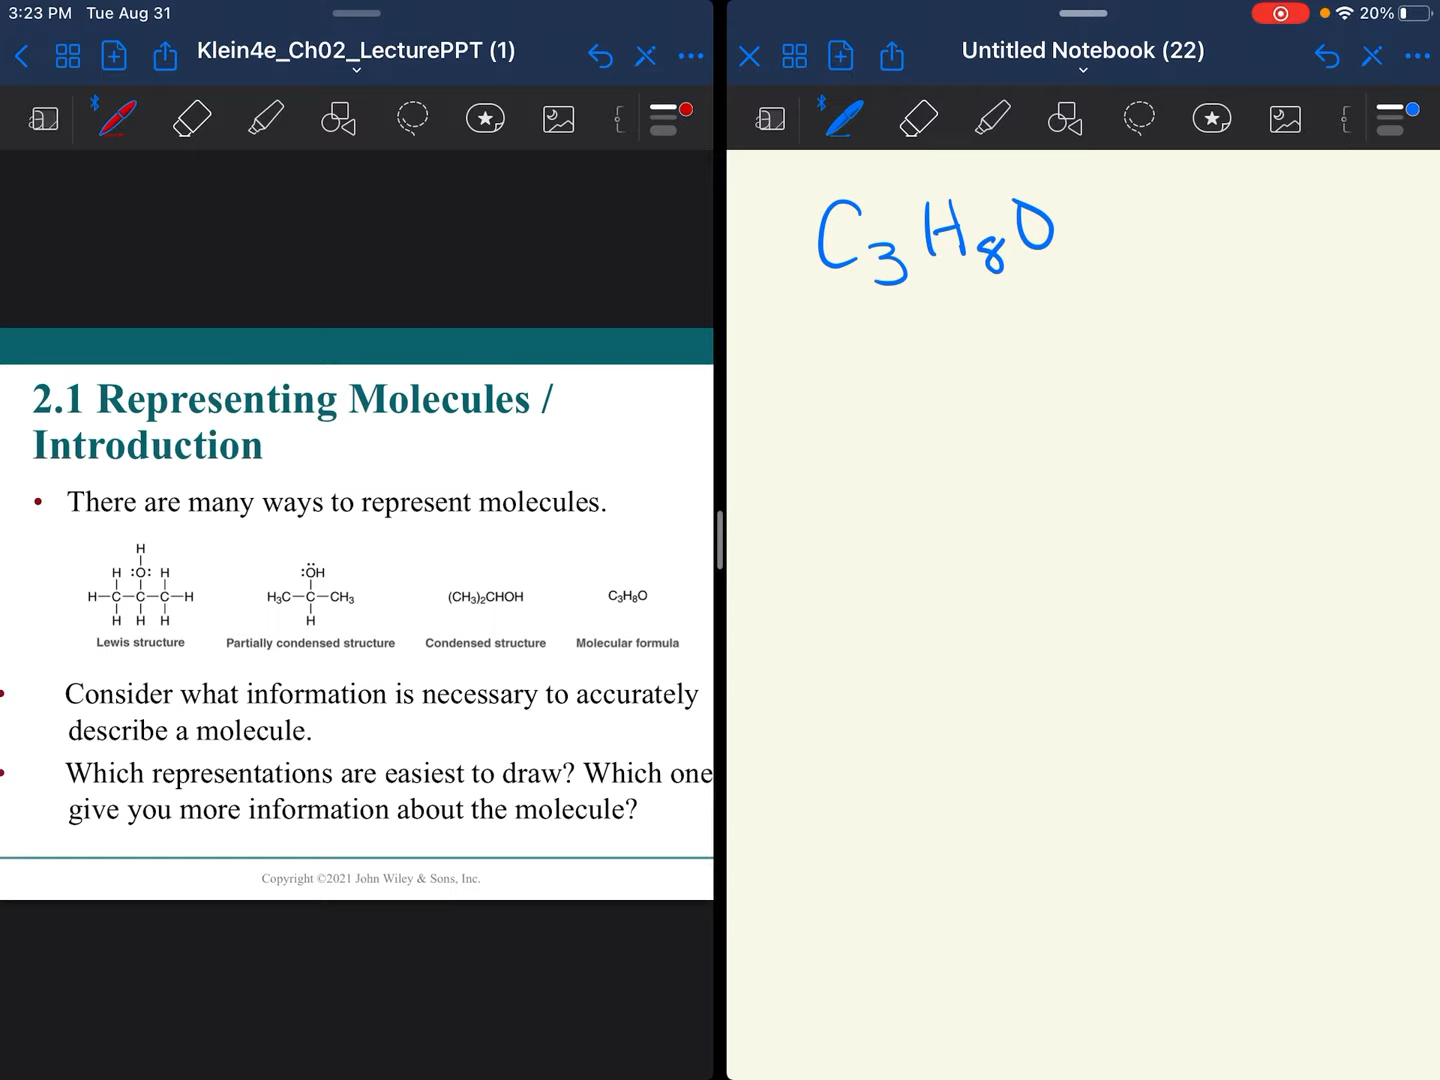 3:23 PM Tue Aug 31
20%
Klein4e_Ch02_LecturePPT (1)
Untitled Notebook (22)
C₃H₈O
2.1 Representing Molecules /
Introduction
• There are many ways to represent molecules.
H
H :O: H
H–C–C–C–H
H H H
Lewis structure
:ÖH
H₃C–C–CH₃
H
Partially condensed structure
(CH₃)₂CHOH
Condensed structure
C₃H₈O
Molecular formula
• Consider what information is necessary to accurately
describe a molecule.
• Which representations are easiest to draw? Which one
give you more information about the molecule?
Copyright ©2021 John Wiley & Sons, Inc.